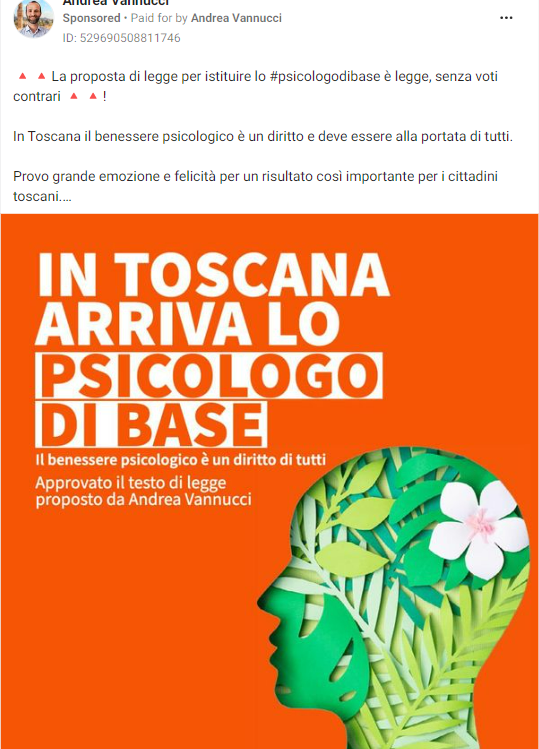 Andrea Vannucci
Sponsored • Paid for by Andrea Vannucci
ID: 529690508811746
🔺🔺La proposta di legge per istituire lo #psicologodibase è legge, senza voti
contrari 🔺🔺!
In Toscana il benessere psicologico è un diritto e deve essere alla portata di tutti.
Provo grande emozione e felicità per un risultato così importante per i cittadini
toscani....
IN TOSCANA
ARRIVA LO
PSICOLOGO
DI BASE
Il benessere psicologico è un diritto di tutti
Approvato il testo di legge
proposto da Andrea Vannucci